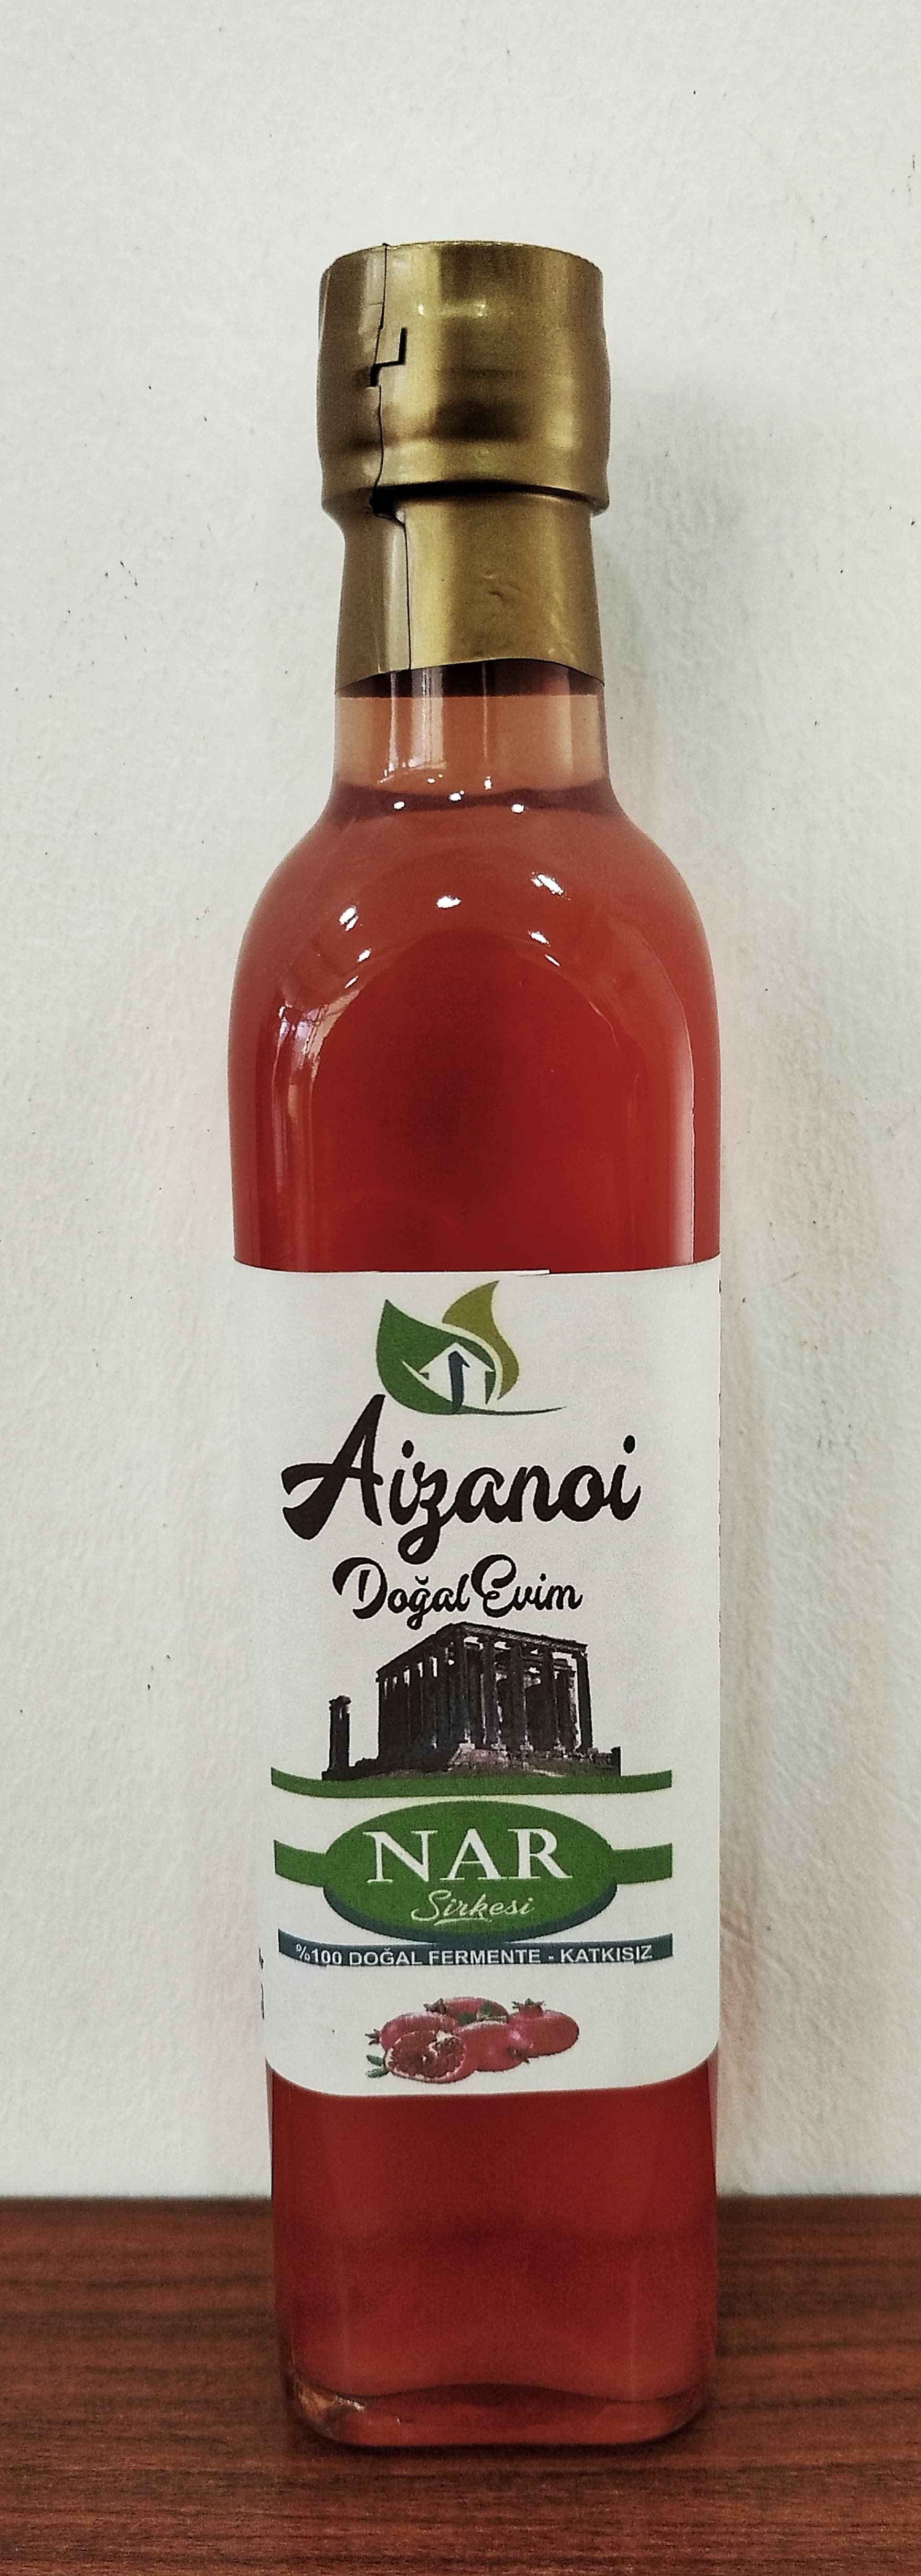 Aizanoi
Doğal Evim
NAR
Sirkesi
%100 DOĞAL FERMENTE - KATKISIZ